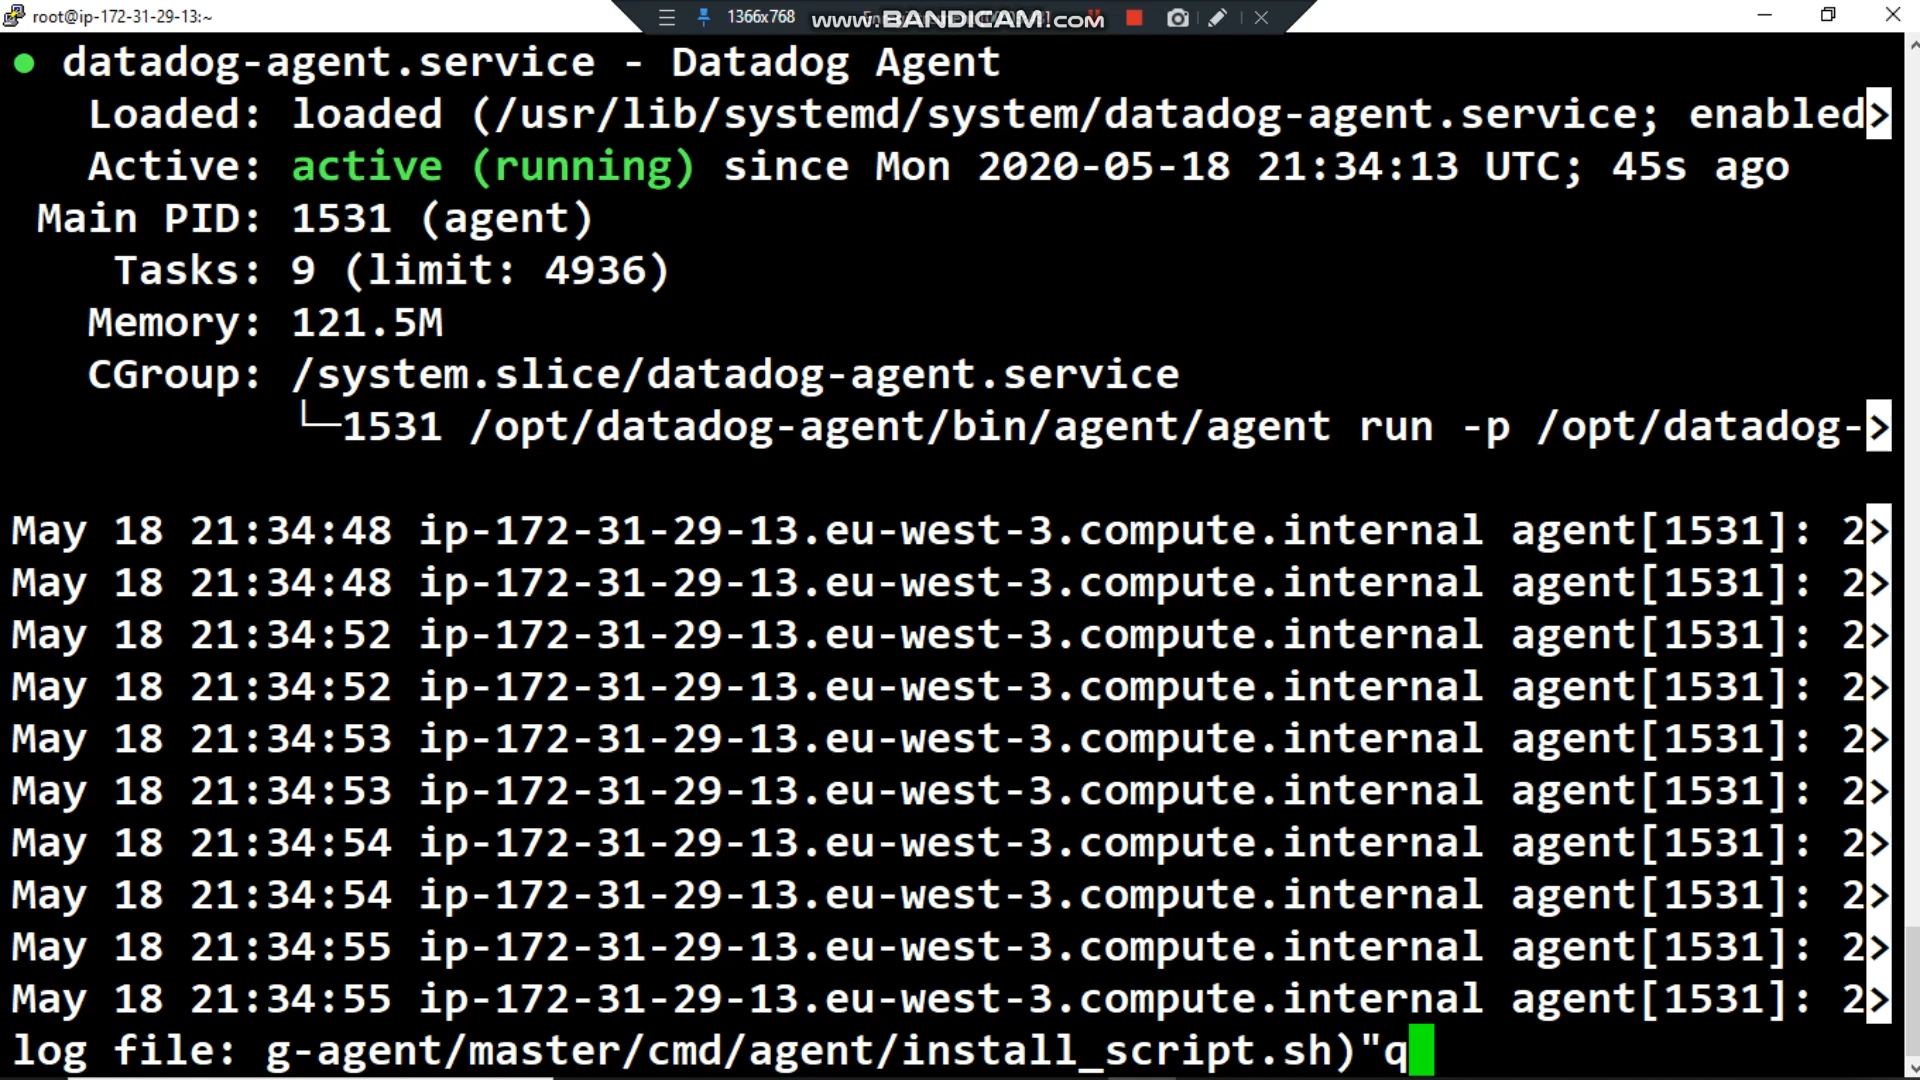 root@ip-172-31-29-13:~
1366x768
www.BANDICAM.com
● datadog-agent.service - Datadog Agent
Loaded: loaded (/usr/lib/systemd/system/datadog-agent.service; enabled>
Active: active (running) since Mon 2020-05-18 21:34:13 UTC; 45s ago
Main PID: 1531 (agent)
Tasks: 9 (limit: 4936)
Memory: 121.5M
CGroup: /system.slice/datadog-agent.service
└─1531 /opt/datadog-agent/bin/agent/agent run -p /opt/datadog->
May 18 21:34:48 ip-172-31-29-13.eu-west-3.compute.internal agent[1531]: 2>
May 18 21:34:48 ip-172-31-29-13.eu-west-3.compute.internal agent[1531]: 2>
May 18 21:34:52 ip-172-31-29-13.eu-west-3.compute.internal agent[1531]: 2>
May 18 21:34:52 ip-172-31-29-13.eu-west-3.compute.internal agent[1531]: 2>
May 18 21:34:53 ip-172-31-29-13.eu-west-3.compute.internal agent[1531]: 2>
May 18 21:34:53 ip-172-31-29-13.eu-west-3.compute.internal agent[1531]: 2>
May 18 21:34:54 ip-172-31-29-13.eu-west-3.compute.internal agent[1531]: 2>
May 18 21:34:54 ip-172-31-29-13.eu-west-3.compute.internal agent[1531]: 2>
May 18 21:34:55 ip-172-31-29-13.eu-west-3.compute.internal agent[1531]: 2>
May 18 21:34:55 ip-172-31-29-13.eu-west-3.compute.internal agent[1531]: 2>
log file: g-agent/master/cmd/agent/install_script.sh)"q